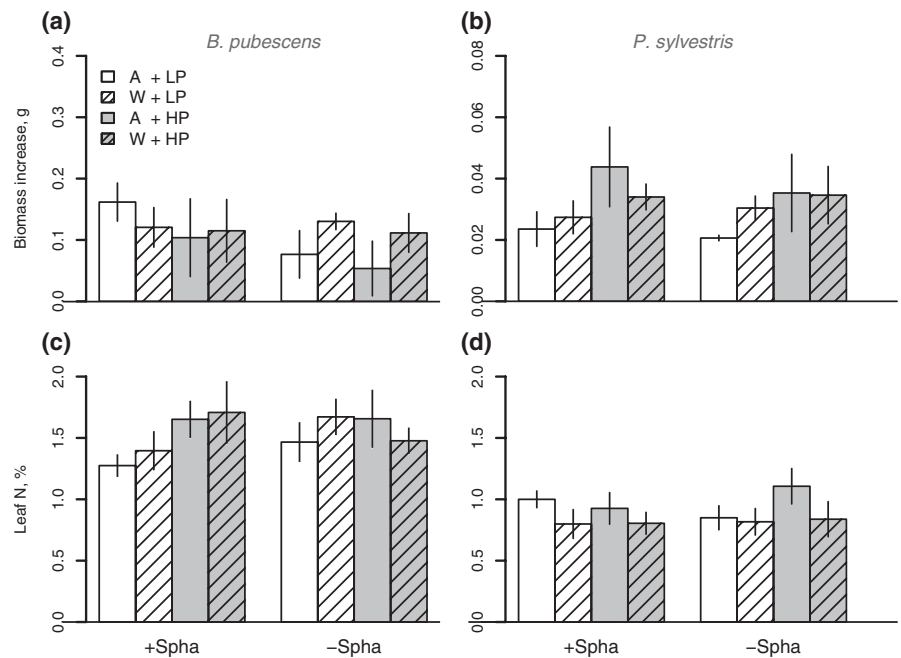 (a)
B. pubescens
(b)
P. sylvestris
Biomass increase, g
0.4
0.3
0.2
0.1
0.0
A + LP
W + LP
A + HP
W + HP
0.08
0.06
0.04
0.02
0.00
(c)
(d)
Leaf N, %
2.0
1.5
1.0
0.5
0.0
2.0
1.5
1.0
0.5
0.0
+Spha
−Spha
+Spha
−Spha